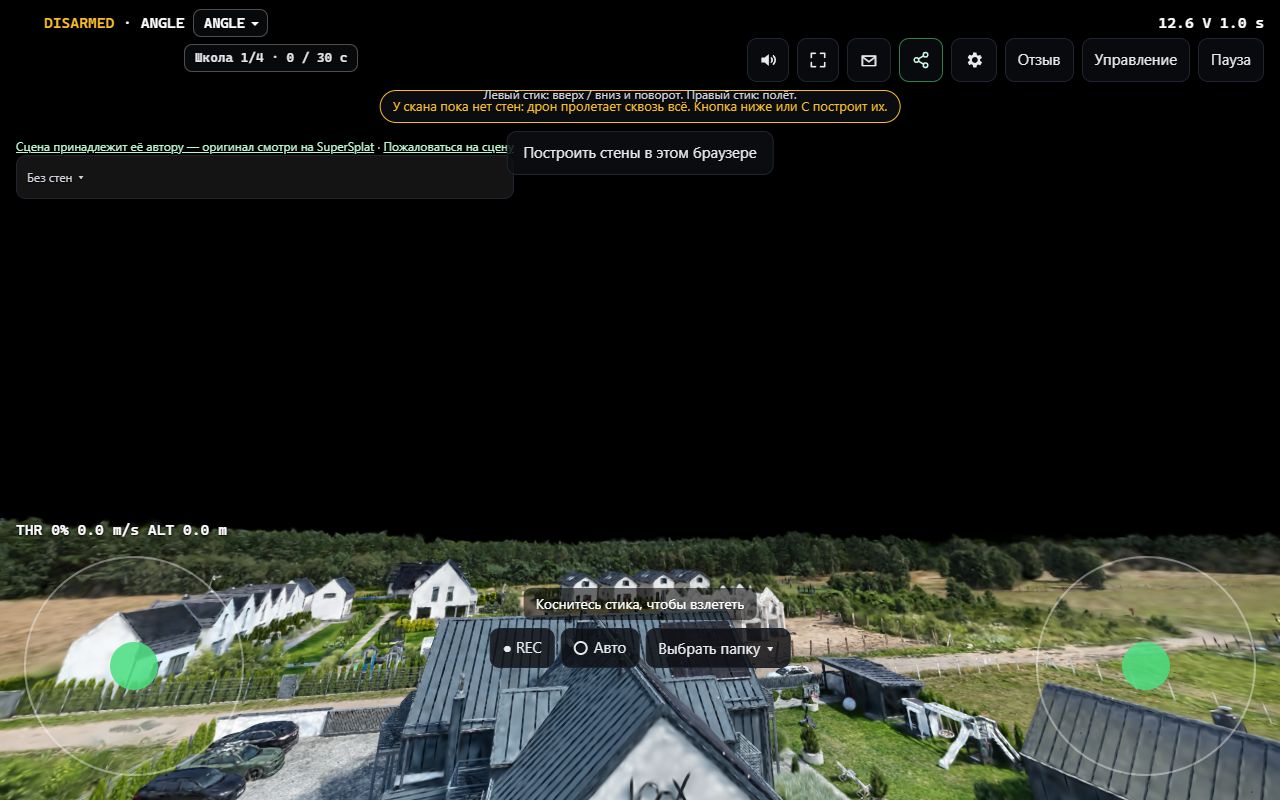 DISARMED · ANGLE ANGLE
12.6 V 1.0 s
Школа 1/4 · 0 / 30 с
Отзыв
Управление
Пауза
Левый стик: вверх / вниз и поворот. Правый стик: полёт.
У скана пока нет стен: дрон пролетает сквозь всё. Кнопка ниже или C построит их.
Сцена принадлежит её автору — оригинал смотри на SuperSplat · Пожаловаться на сцену
Построить стены в этом браузере
Без стен
THR 0% 0.0 m/s ALT 0.0 m
Коснитесь стика, чтобы взлететь
REC
Авто
Выбрать папку